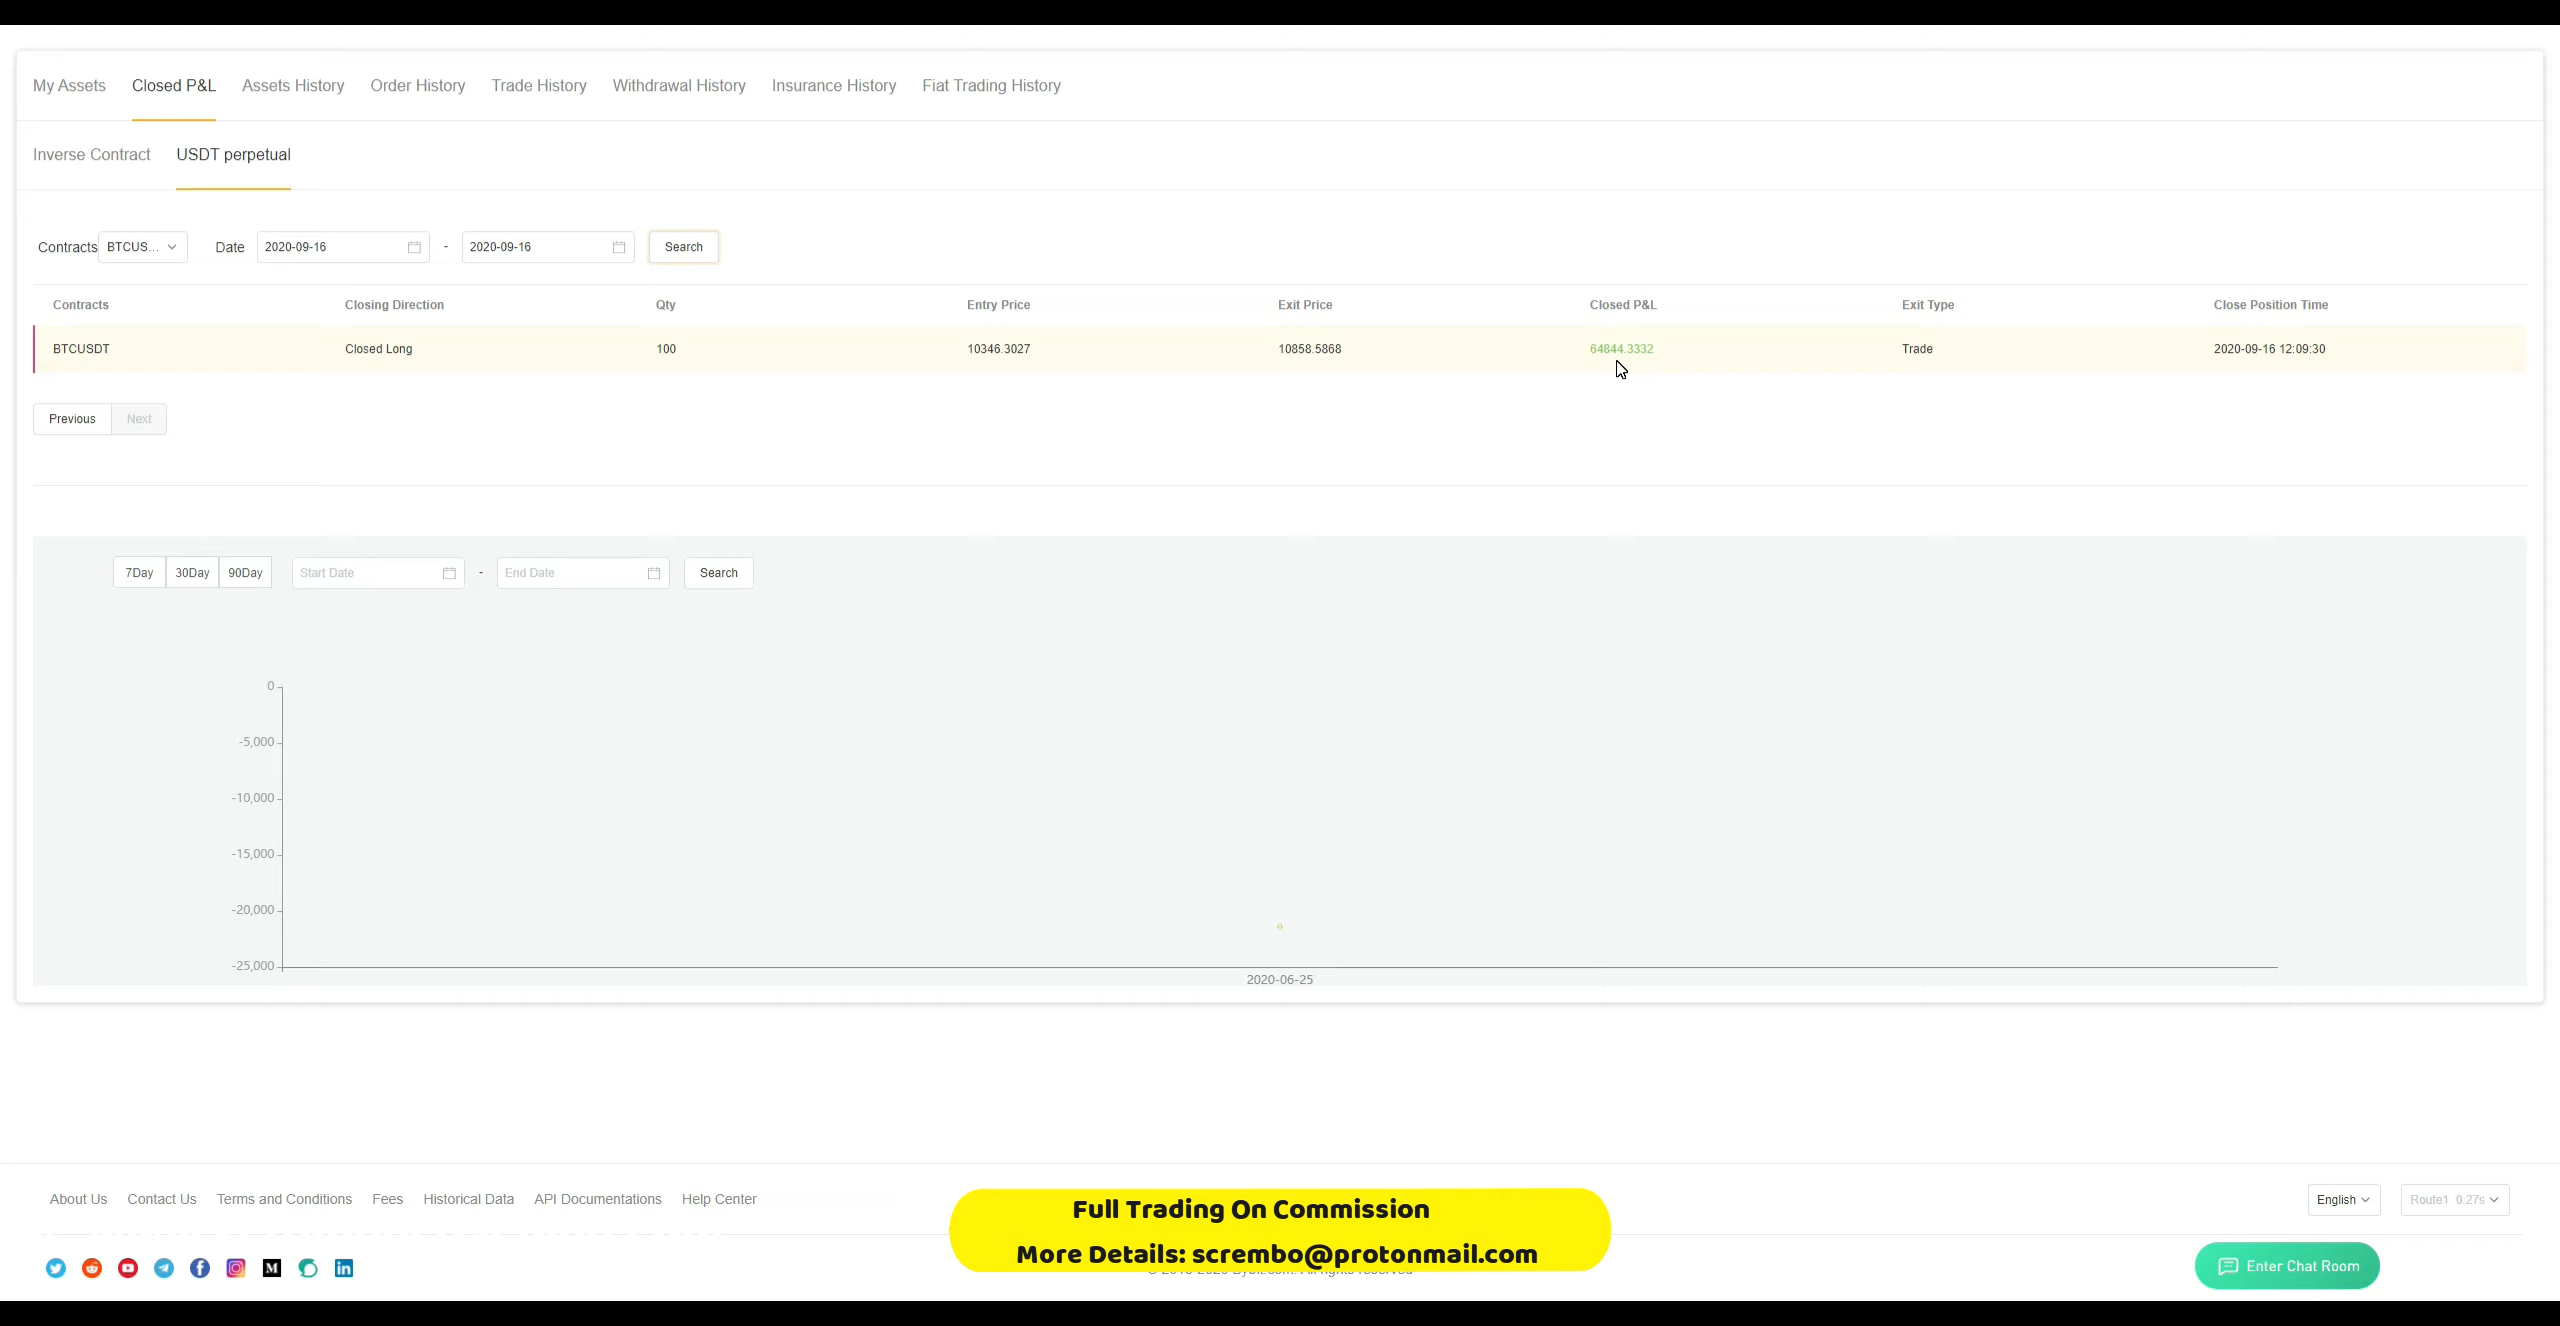 My Assets Closed P&L Assets History Order History Trade History Withdrawal History Insurance History Fiat Trading History
Inverse Contract USDT perpetual
Contracts BTCUS... Date 2020-09-16 - 2020-09-16 Search
Contracts Closing Direction Qty Entry Price Exit Price Closed P&L Exit Type Close Position Time
BTCUSDT Closed Long 100 10346.3027 10858.5868 64844.3332 Trade 2020-09-16 12:09:30
Previous Next
7Day 30Day 90Day Start Date - End Date Search
0
-5,000
-10,000
-15,000
-20,000
-25,000
2020-06-25
About Us Contact Us Terms and Conditions Fees Historical Data API Documentations Help Center
English Route1 0.27s
Full Trading On Commission
More Details: scrembo@protonmail.com
Enter Chat Room